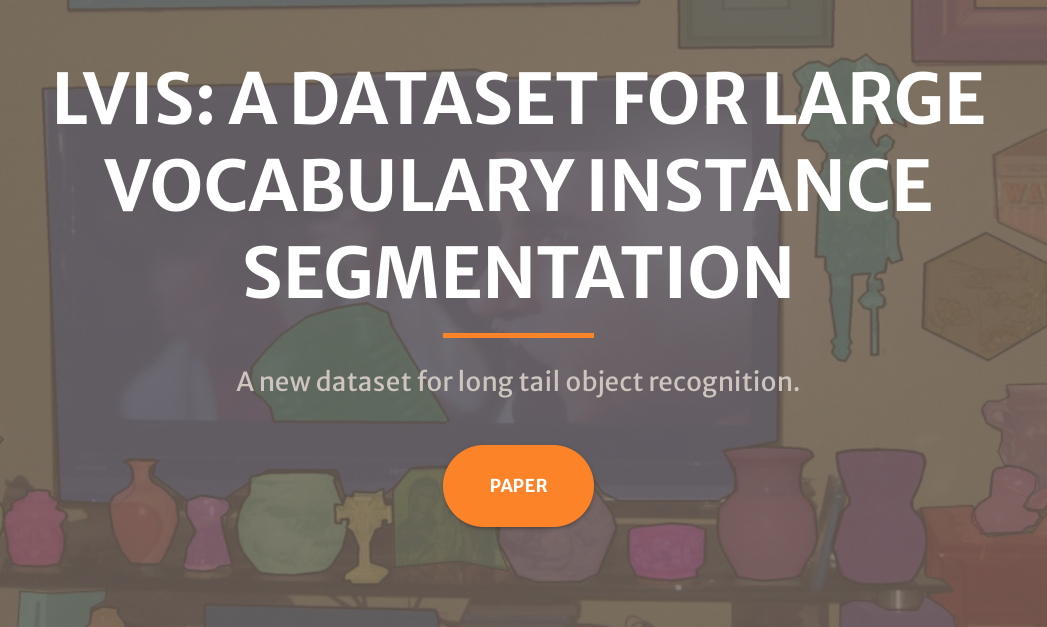 LVIS: A DATASET FOR LARGE
VOCABULARY INSTANCE
SEGMENTATION
A new dataset for long tail object recognition.
PAPER